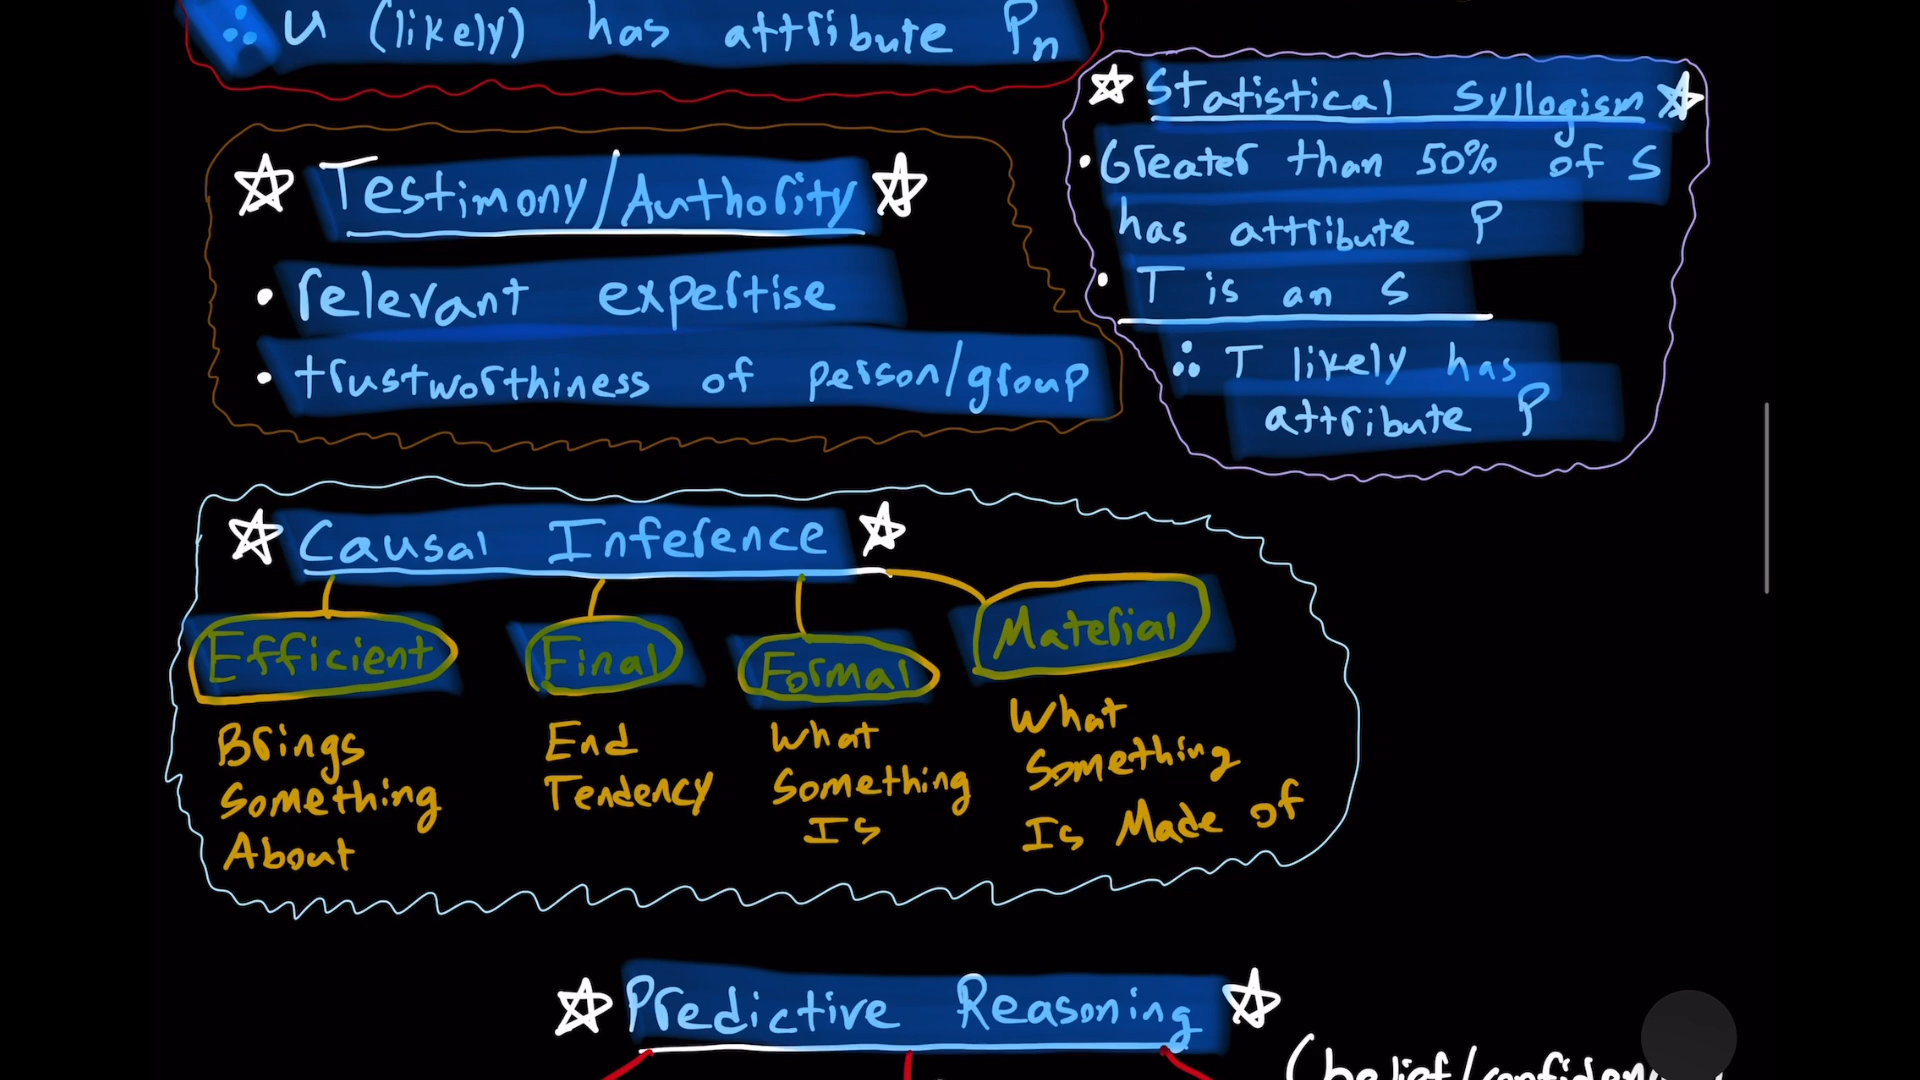 ∴ u (likely) has attribute Pn
☆ Statistical Syllogism ☆
• Greater than 50% of S
has attribute P
• T is an S
∴ T likely has
attribute P
☆ Testimony/Authority ☆
• relevant expertise
• trustworthiness of person/group
☆ Causal Inference ☆
Efficient
Brings
Something
About
Final
End
Tendency
Formal
What
Something
Is
Material
What
Something
Is Made of
☆ Predictive Reasoning ☆
(belief/confiden